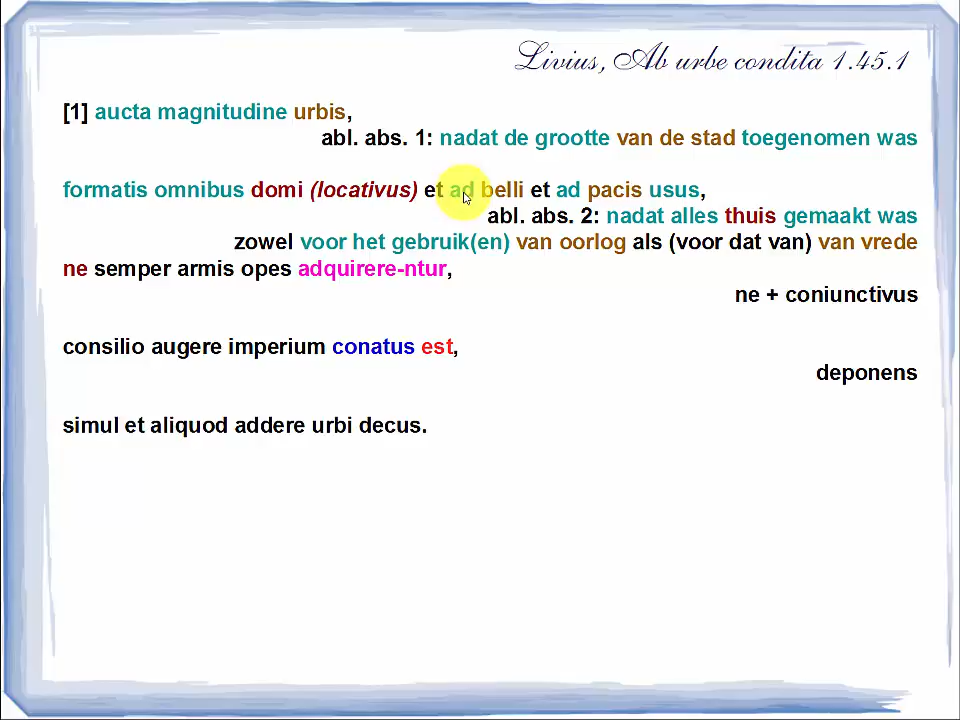 Livius, Ab urbe condita 1.45.1
[1] aucta magnitudine urbis,
abl. abs. 1: nadat de grootte van de stad toegenomen was
formatis omnibus domi (locativus) et ad belli et ad pacis usus,
abl. abs. 2: nadat alles thuis gemaakt was
zowel voor het gebruik(en) van oorlog als (voor dat van) van vrede
ne semper armis opes adquirere-ntur,
ne + coniunctivus
consilio augere imperium conatus est,
deponens
simul et aliquod addere urbi decus.